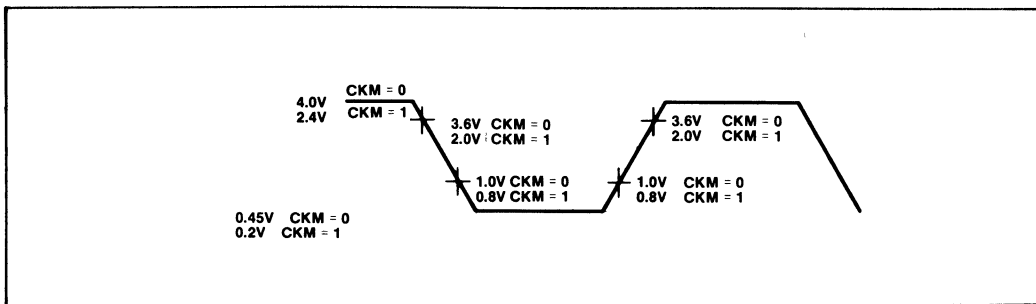 4.0V CKM = 0
2.4V CKM = 1
3.6V CKM = 0
2.0V CKM = 1
3.6V CKM = 0
2.0V CKM = 1
1.0V CKM = 0
0.8V CKM = 1
1.0V CKM = 0
0.8V CKM = 1
0.45V CKM = 0
0.2V CKM = 1